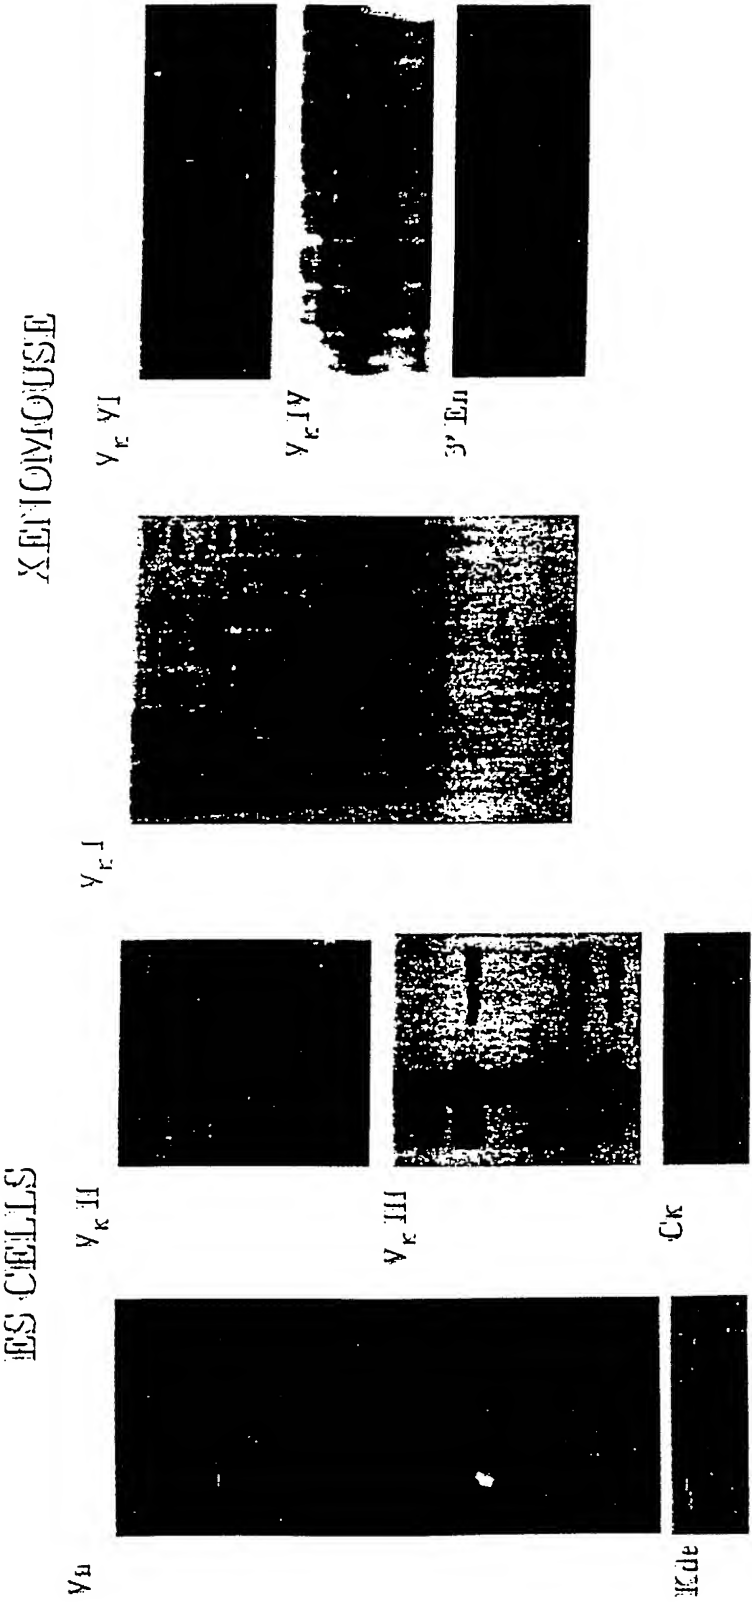 ES CELLS
XENOMOUSE
Kde
Vκ II
Vκ III
Cκ
Vκ I
Vκ VI
Vκ IV
3' En